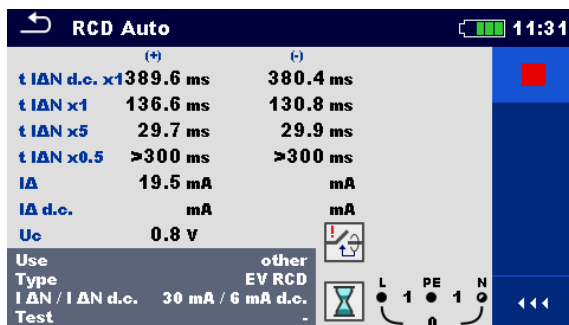 RCD Auto 11:31
(+) (-)
t IΔN d.c. x1 389.6 ms 380.4 ms
t IΔN x1 136.6 ms 130.8 ms
t IΔN x5 29.7 ms 29.9 ms
t IΔN x0.5 >300 ms >300 ms
IΔ 19.5 mA mA
IΔ d.c. mA mA
Uc 0.8 V
Use other
Type EV RCD
I ΔN / I ΔN d.c. 30 mA / 6 mA d.c.
Test -
L PE N
1 1
0